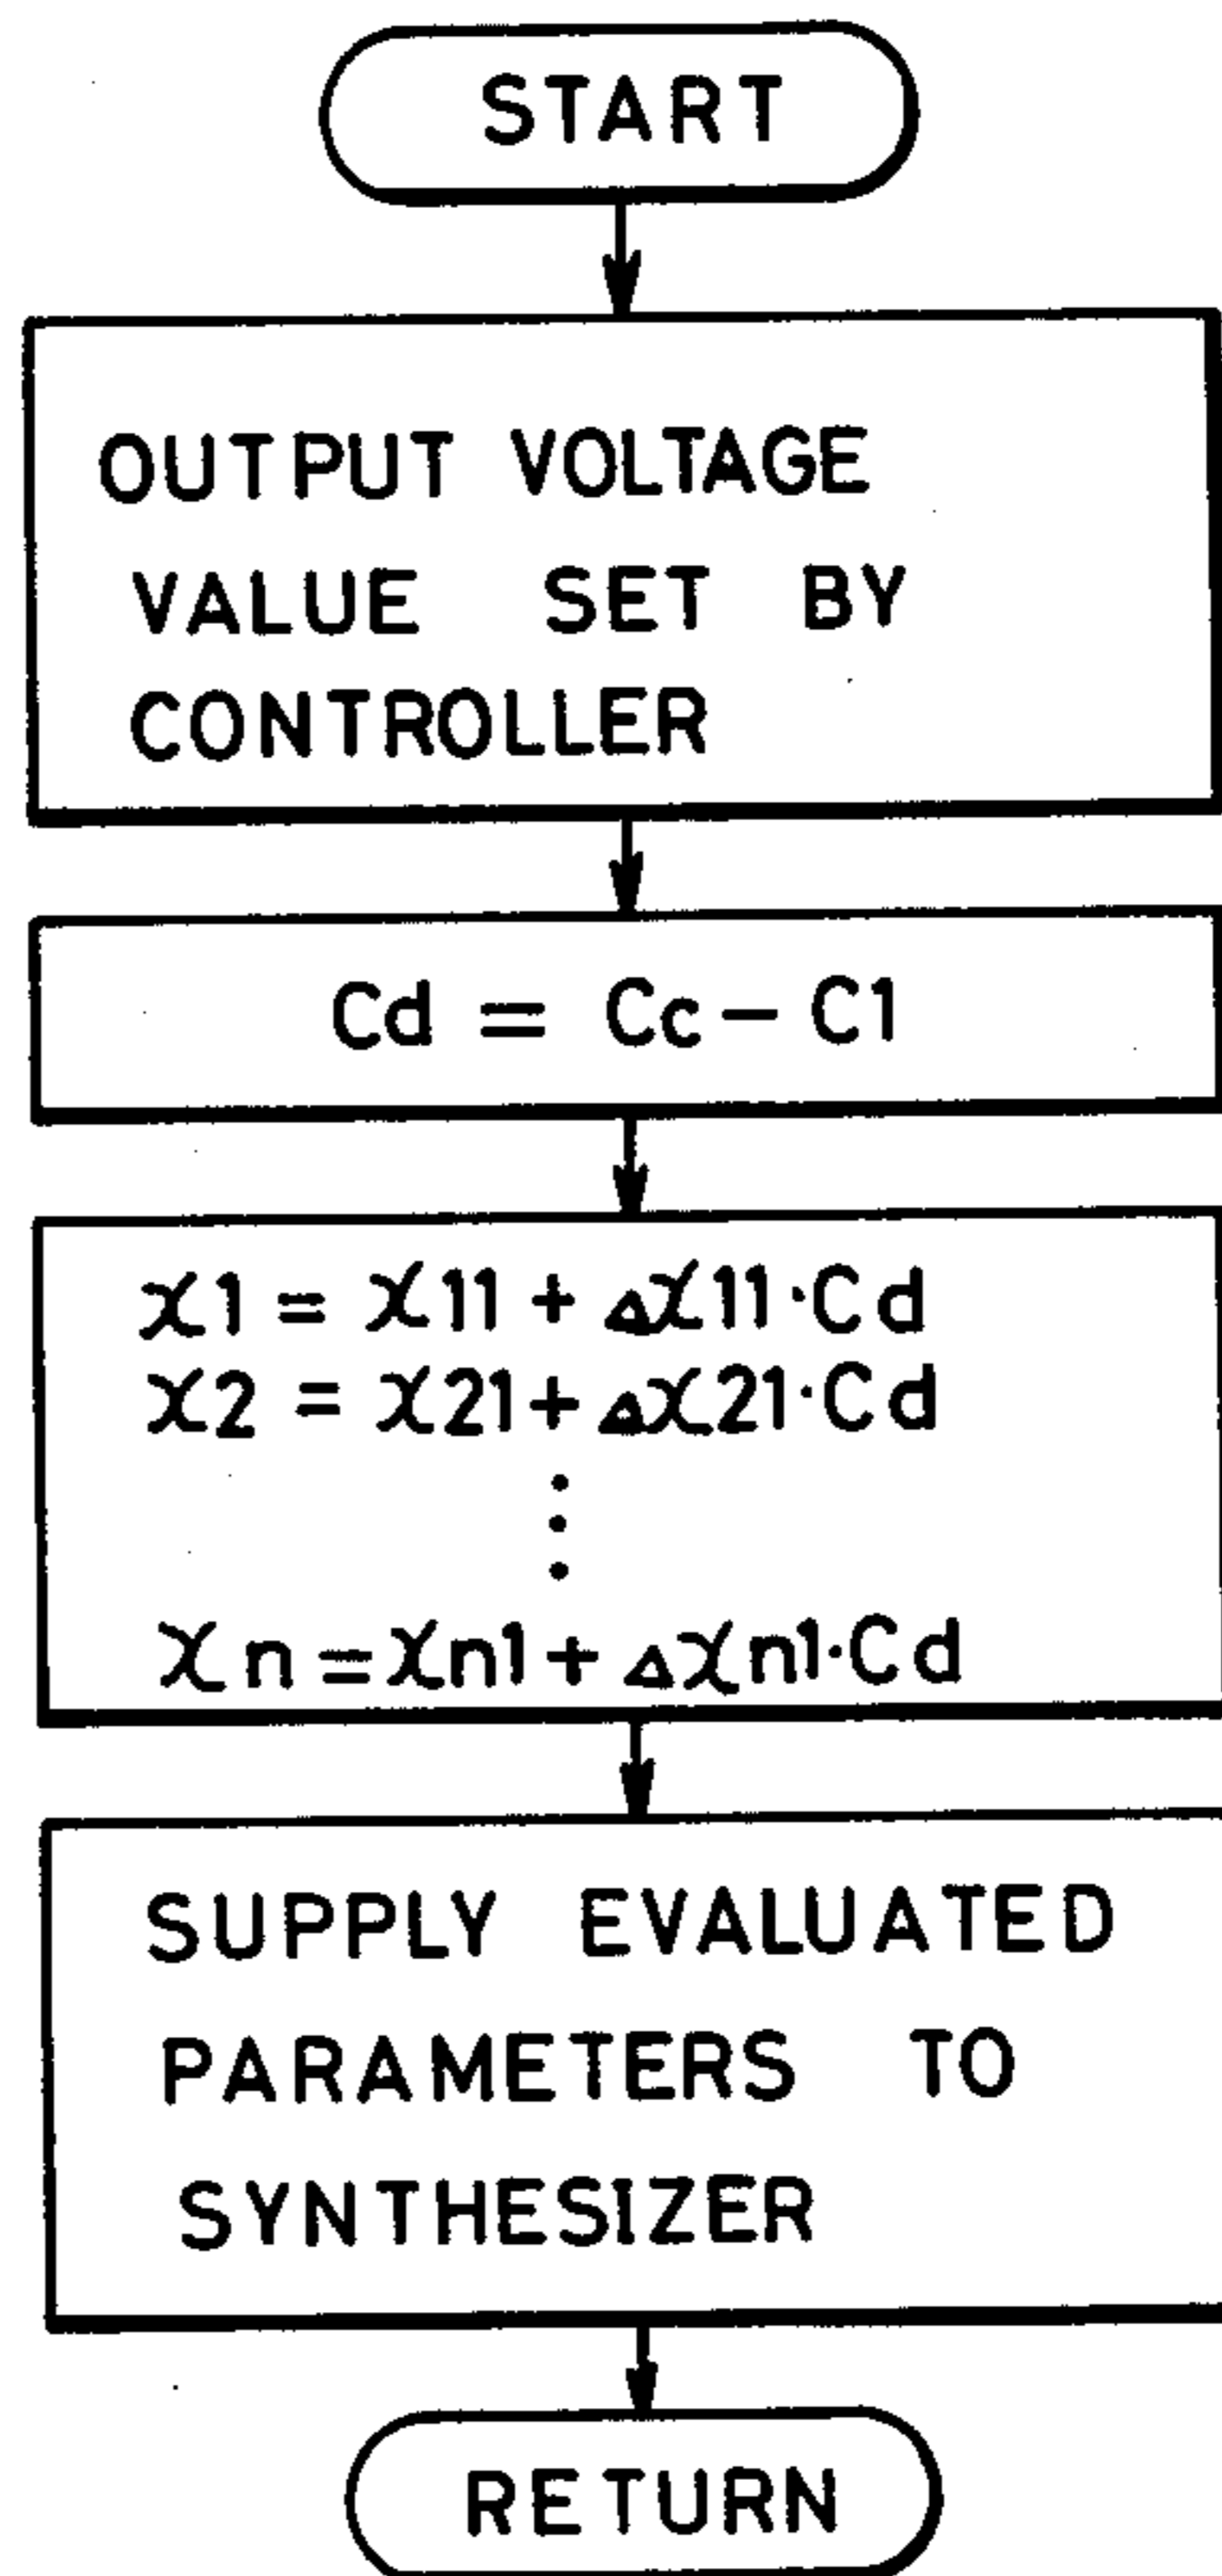 START
OUTPUT VOLTAGE
VALUE SET BY
CONTROLLER
Cd = Cc - C1
χ1 = χ11 + Δχ11·Cd
χ2 = χ21 + Δχ21·Cd
⋮
χn = χn1 + Δχn1·Cd
SUPPLY EVALUATED
PARAMETERS TO
SYNTHESIZER
RETURN